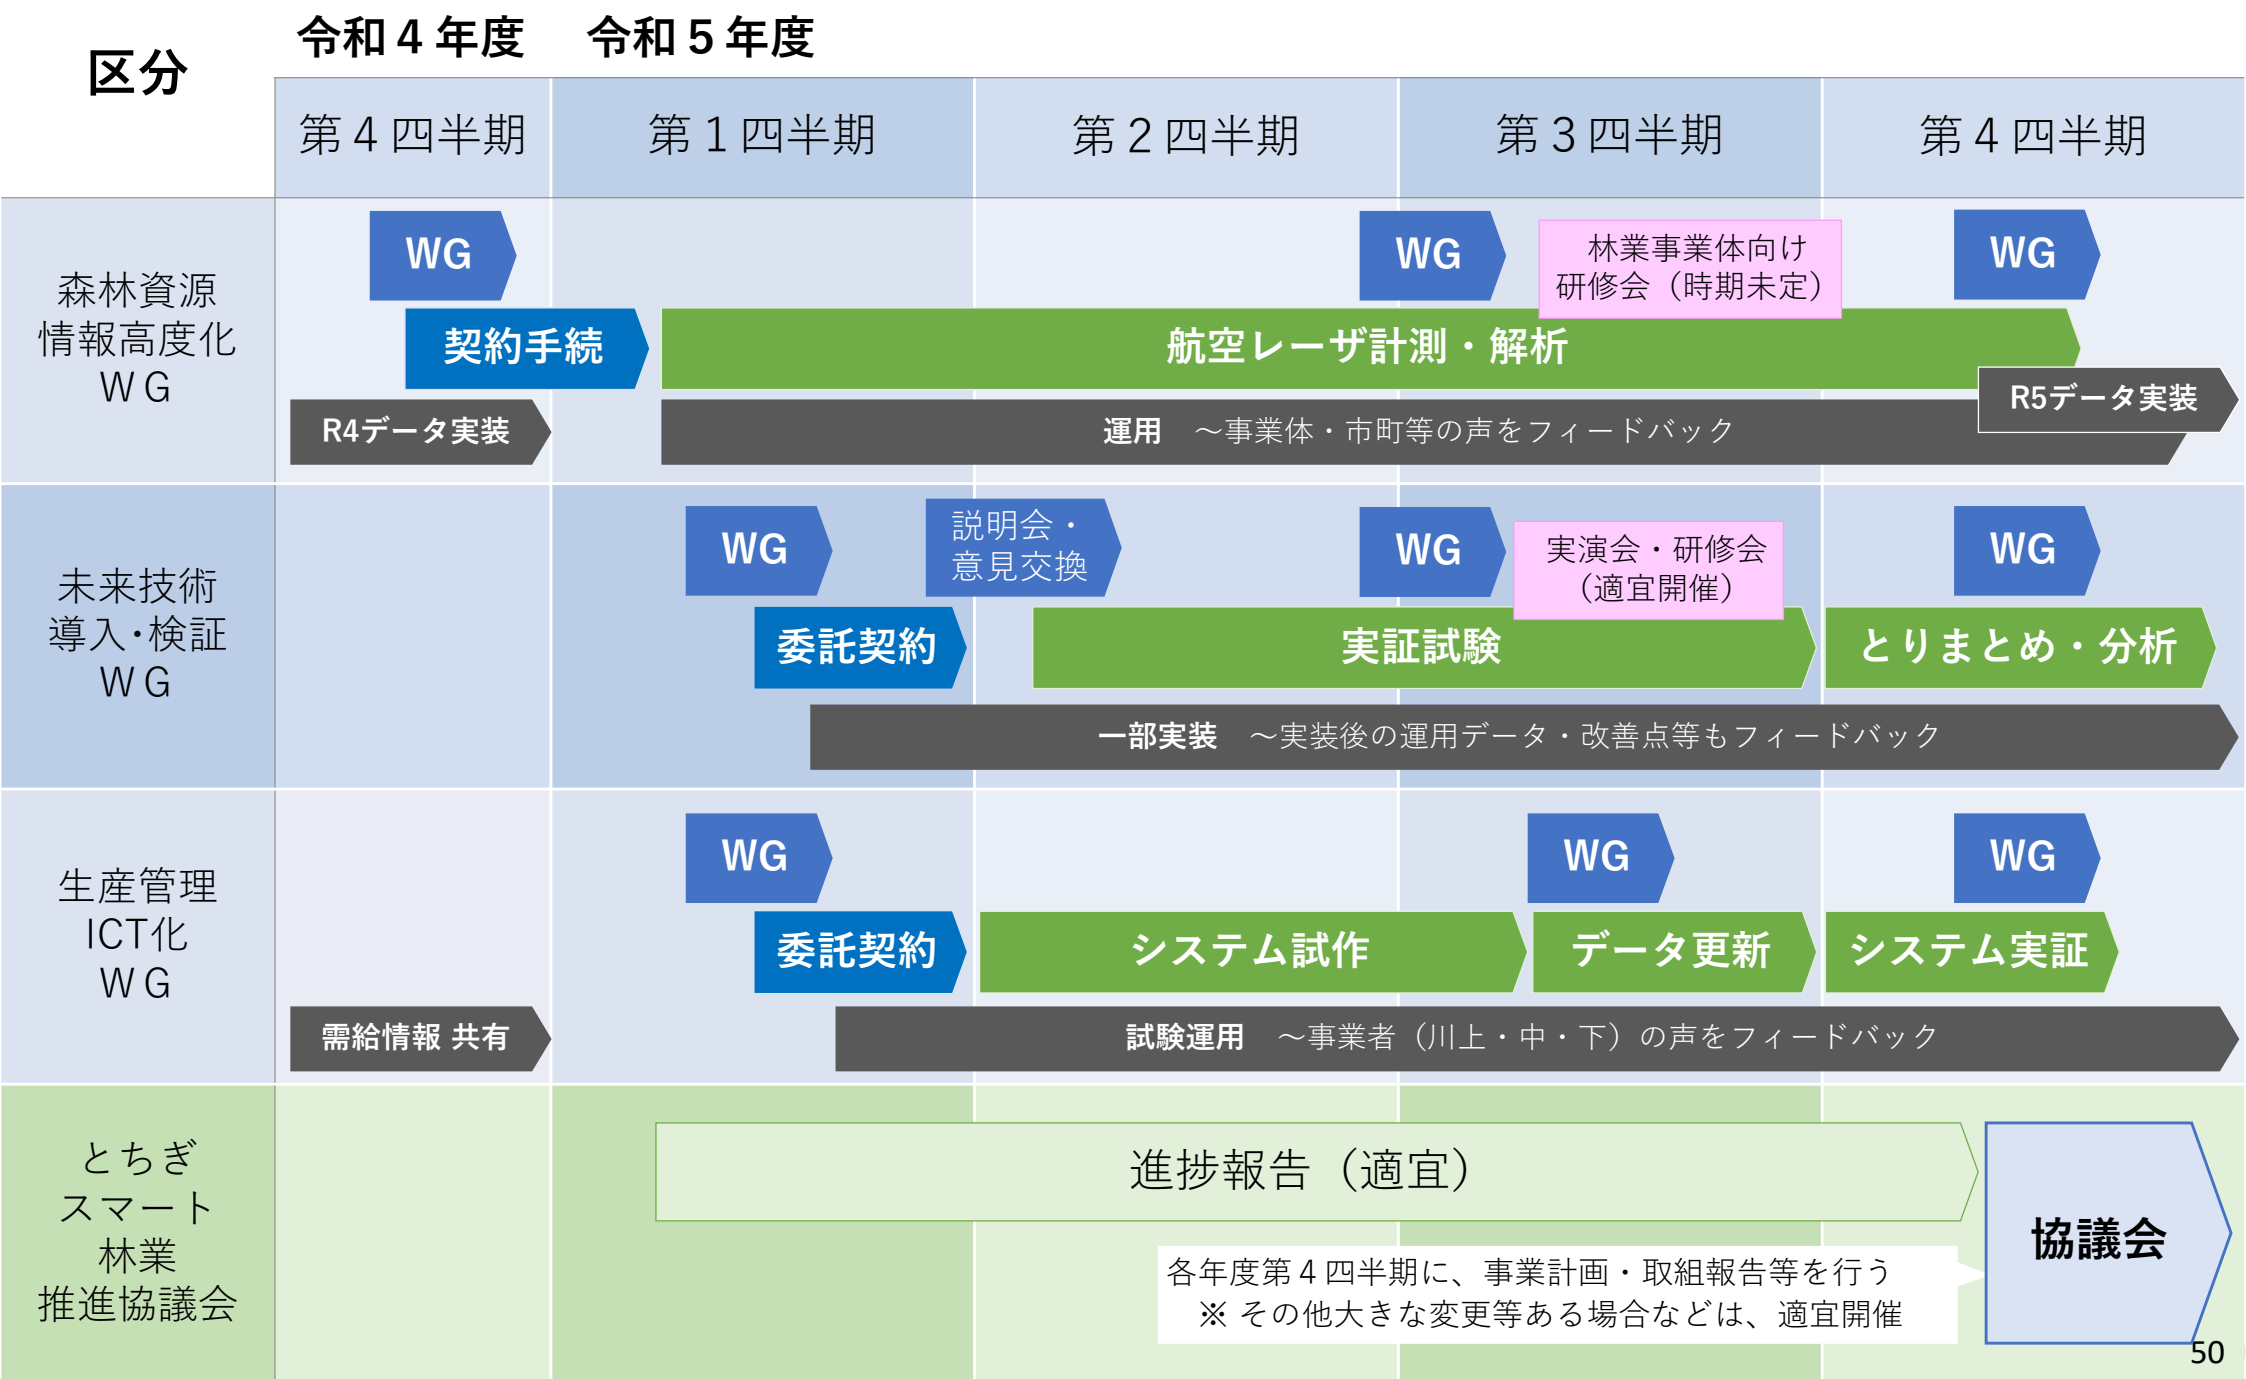 区分
令和4年度
令和5年度
第4四半期
第1四半期
第2四半期
第3四半期
第4四半期
森林資源
情報高度化
WG
WG
WG
林業事業体向け
研修会（時期未定）
WG
契約手続
航空レーザ計測・解析
R4データ実装
運用　～事業体・市町等の声をフィードバック
R5データ実装
未来技術
導入・検証
WG
WG
説明会・
意見交換
WG
実演会・研修会
（適宜開催）
WG
委託契約
実証試験
とりまとめ・分析
一部実装　～実装後の運用データ・改善点等もフィードバック
生産管理
ICT化
WG
WG
WG
WG
委託契約
システム試作
データ更新
システム実証
需給情報 共有
試験運用　～事業者（川上・中・下）の声をフィードバック
とちぎ
スマート
林業
推進協議会
進捗報告（適宜）
協議会
各年度第4四半期に、事業計画・取組報告等を行う
※ その他大きな変更等ある場合などは、適宜開催
50